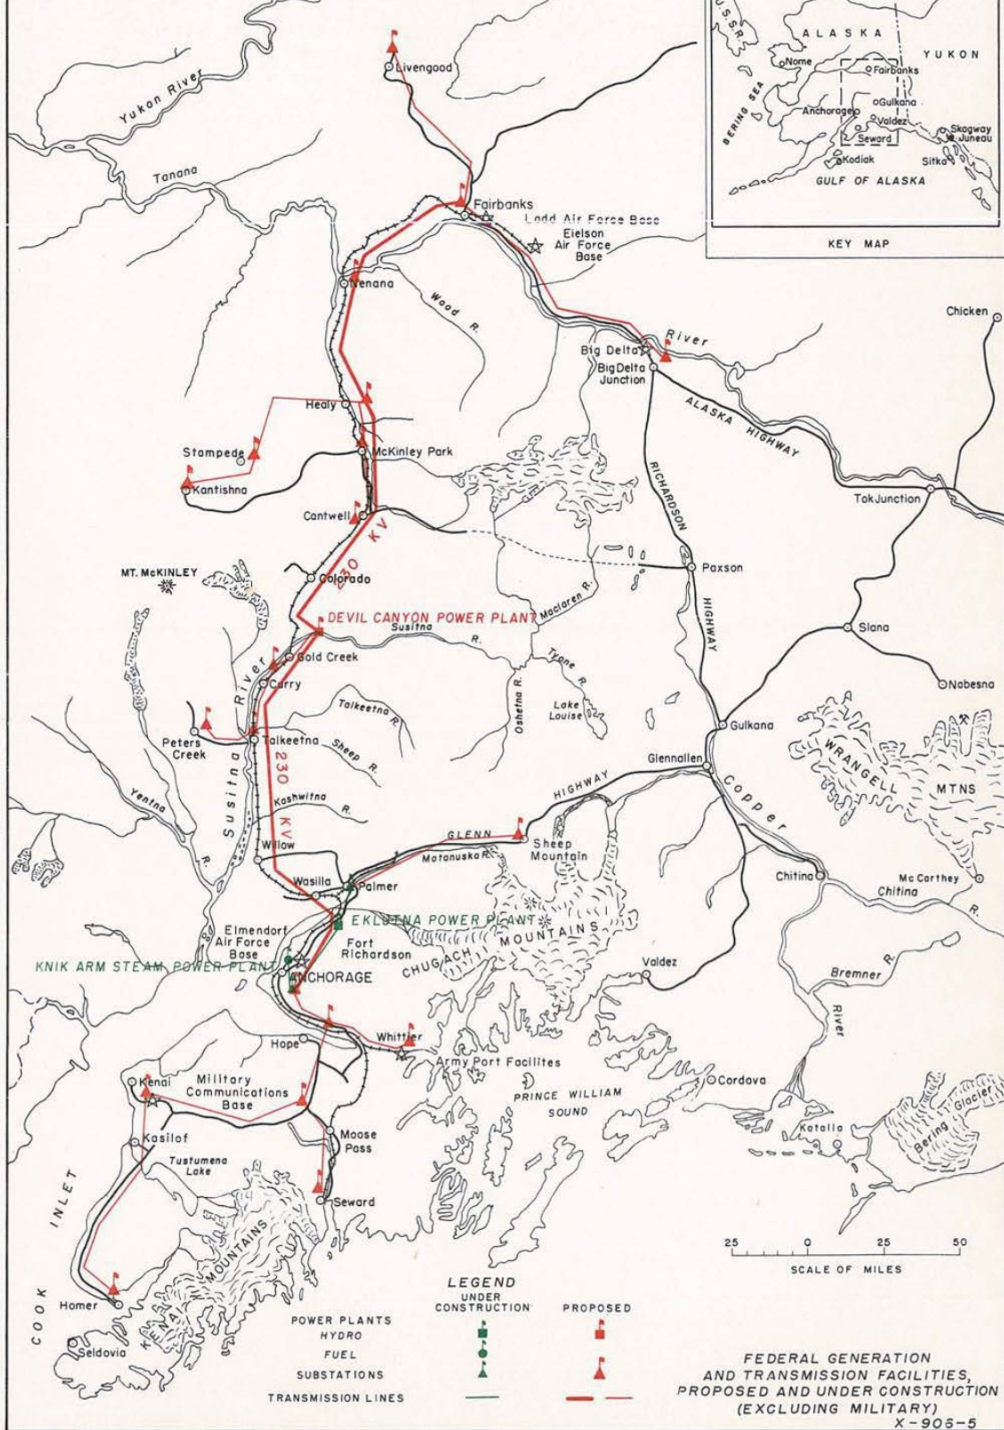 U.S.S.R.
ALASKA
YUKON
Nome
Fairbanks
BERING SEA
Anchorage
Gulkana
Valdez
Seward
Skagway
Juneau
Kodiak
Sitka
GULF OF ALASKA
KEY MAP
Livengood
Yukon River
Tanana
Fairbanks
Ladd Air Force Base
Eielson
Air Force
Base
Nenana
Wood R.
Chicken
River
Big Delta
Big Delta
Junction
Healy
ALASKA HIGHWAY
Stampede
McKinley Park
Kantishna
RICHARDSON
Tok Junction
Cantwell
230 KV
MT. McKINLEY
Colorado
Paxson
Maclaren R.
HIGHWAY
DEVIL CANYON POWER PLANT
Susitna
R.
Slana
Gold Creek
Tyone R.
River
Curry
Oshetna R.
Nabesna
Talkeetna R.
Lake
Louise
Gulkana
Peters
Creek
Talkeetna
Sheep R.
230 KV
Glennallen
WRANGELL
MTNS
Susitna
Yentna
R.
Kashwitna
R.
HIGHWAY
Copper
GLENN
Willow
Matanuska R.
Sheep
Mountain
Wasilla
Palmer
Chitina
McCarthey
Chitina
R.
EKLUTNA POWER PLANT
Elmendorf
Air Force
Base
Fort
Richardson
CHUGACH
MOUNTAINS
KNIK ARM STEAM POWER PLANT
ANCHORAGE
Valdez
Bremner
R.
River
Hope
Whittier
Army Port Facilites
Kenai
Military
Communications
Base
PRINCE WILLIAM
SOUND
Cordova
Katalla
Bering Glacier
Kasilof
Moose
Pass
Tustumena
Lake
Seward
COOK INLET
KENAI MOUNTAINS
Homer
Seldovia
25 0 25 50
SCALE OF MILES
LEGEND
UNDER
CONSTRUCTION
PROPOSED
POWER PLANTS
HYDRO
FUEL
SUBSTATIONS
TRANSMISSION LINES
FEDERAL GENERATION
AND TRANSMISSION FACILITIES,
PROPOSED AND UNDER CONSTRUCTION
(EXCLUDING MILITARY)
X-906-5